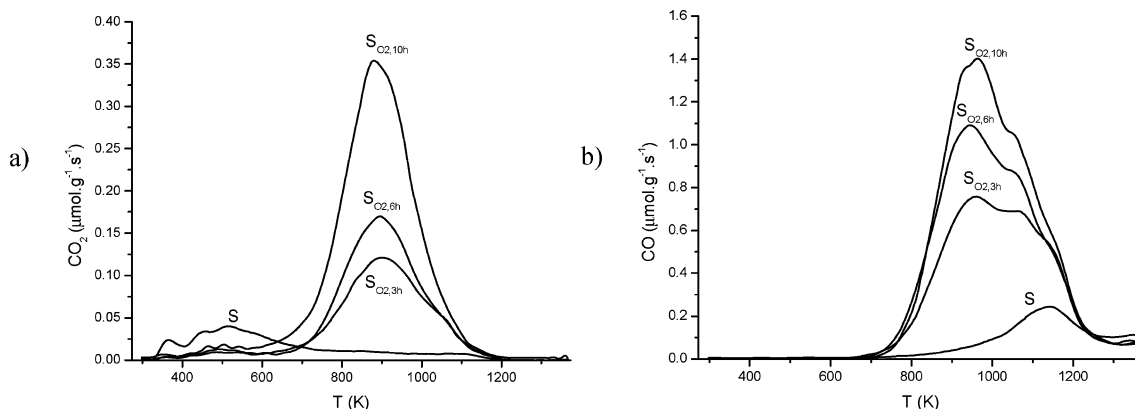 a)
CO2 (μmol.g-1.s-1)
0.40
0.35
0.30
0.25
0.20
0.15
0.10
0.05
0.00
SO2,10h
SO2,6h
SO2,3h
S
400 600 800 1000 1200
T (K)
b)
CO (μmol.g-1.s-1)
1.6
1.4
1.2
1.0
0.8
0.6
0.4
0.2
0.0
SO2,10h
SO2,6h
SO2,3h
S
400 600 800 1000 1200
T (K)